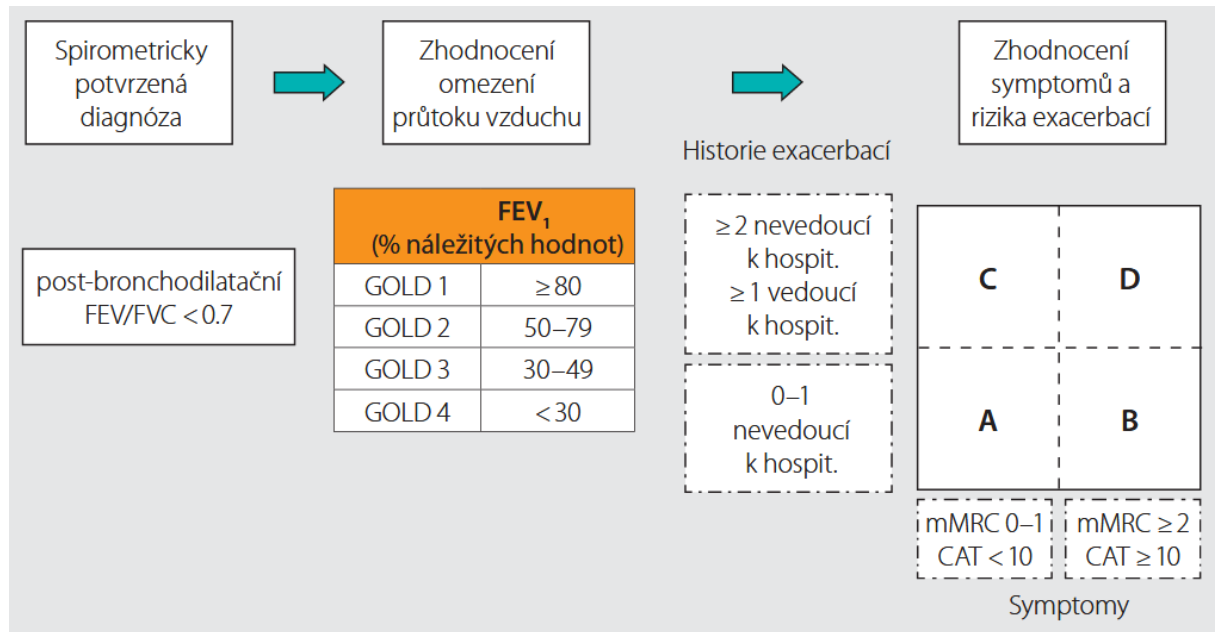 Spirometricky
potvrzená
diagnóza
Zhodnocení
omezení
průtoku vzduchu
Zhodnocení
symptomů a
rizika exacerbací
Historie exacerbací
post-bronchodilatační
FEV/FVC < 0.7
FEV₁
(% náležitých hodnot)
GOLD 1 ≥ 80
GOLD 2 50–79
GOLD 3 30–49
GOLD 4 < 30
≥ 2 nevedoucí
k hospit.
≥ 1 vedoucí
k hospit.
0–1
nevedoucí
k hospit.
C D
A B
mMRC 0–1 mMRC ≥ 2
CAT < 10 CAT ≥ 10
Symptomy